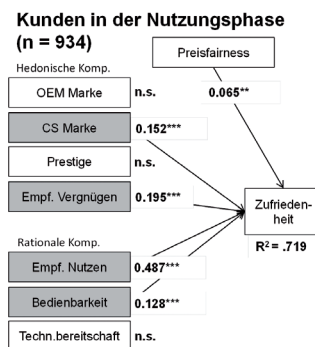 Kunden in der Nutzungsphase
(n = 934)
Preisfairness
Hedonische Komp.
OEM Marke
n.s.
0.065**
CS Marke
0.152***
Prestige
n.s.
Empf. Vergnügen
0.195***
Zufrieden-
heit
R² = .719
Rationale Komp.
Empf. Nutzen
0.487***
Bedienbarkeit
0.128***
Techn.bereitschaft
n.s.